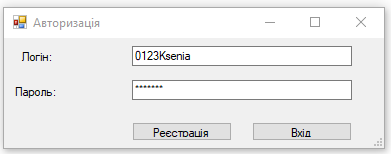 Авторизація
Логін: 0123Ksenia
Пароль: *******
Реєстрація Вхід